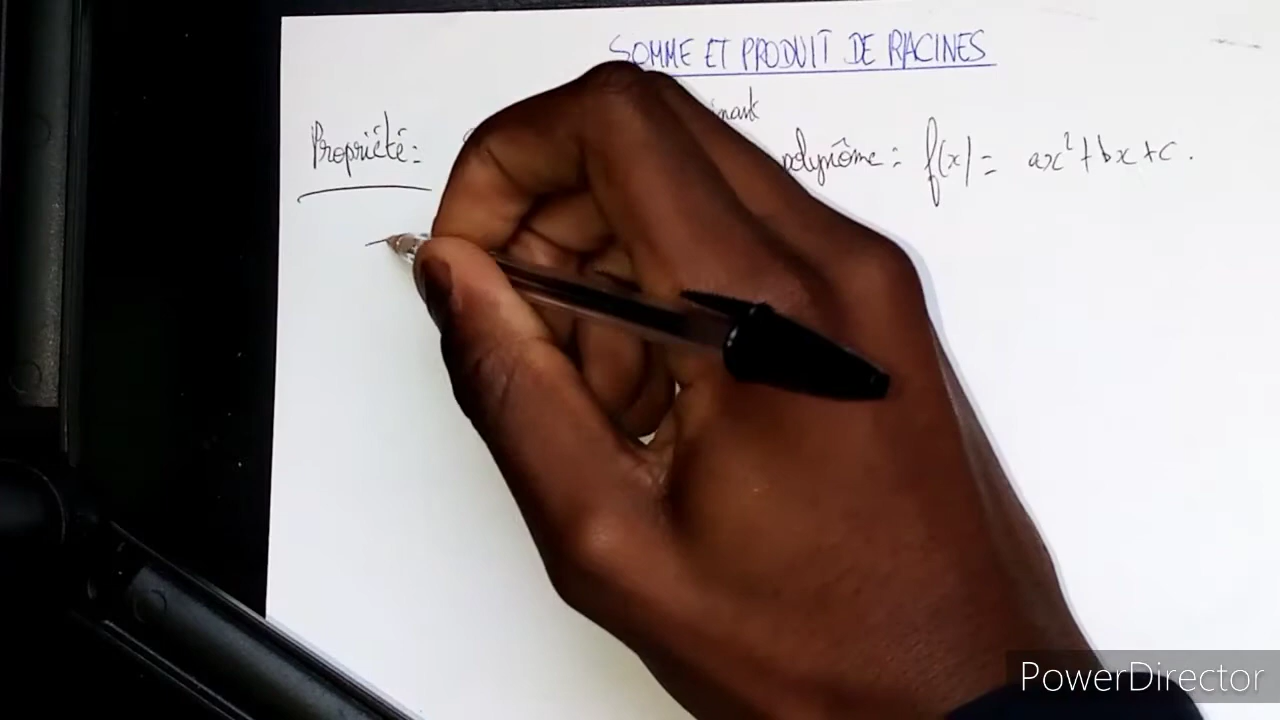 SOMME ET PRODUIT DE RACINES
Propriété:
polynôme: f(x) = ax²+bx+c.
PowerDirector